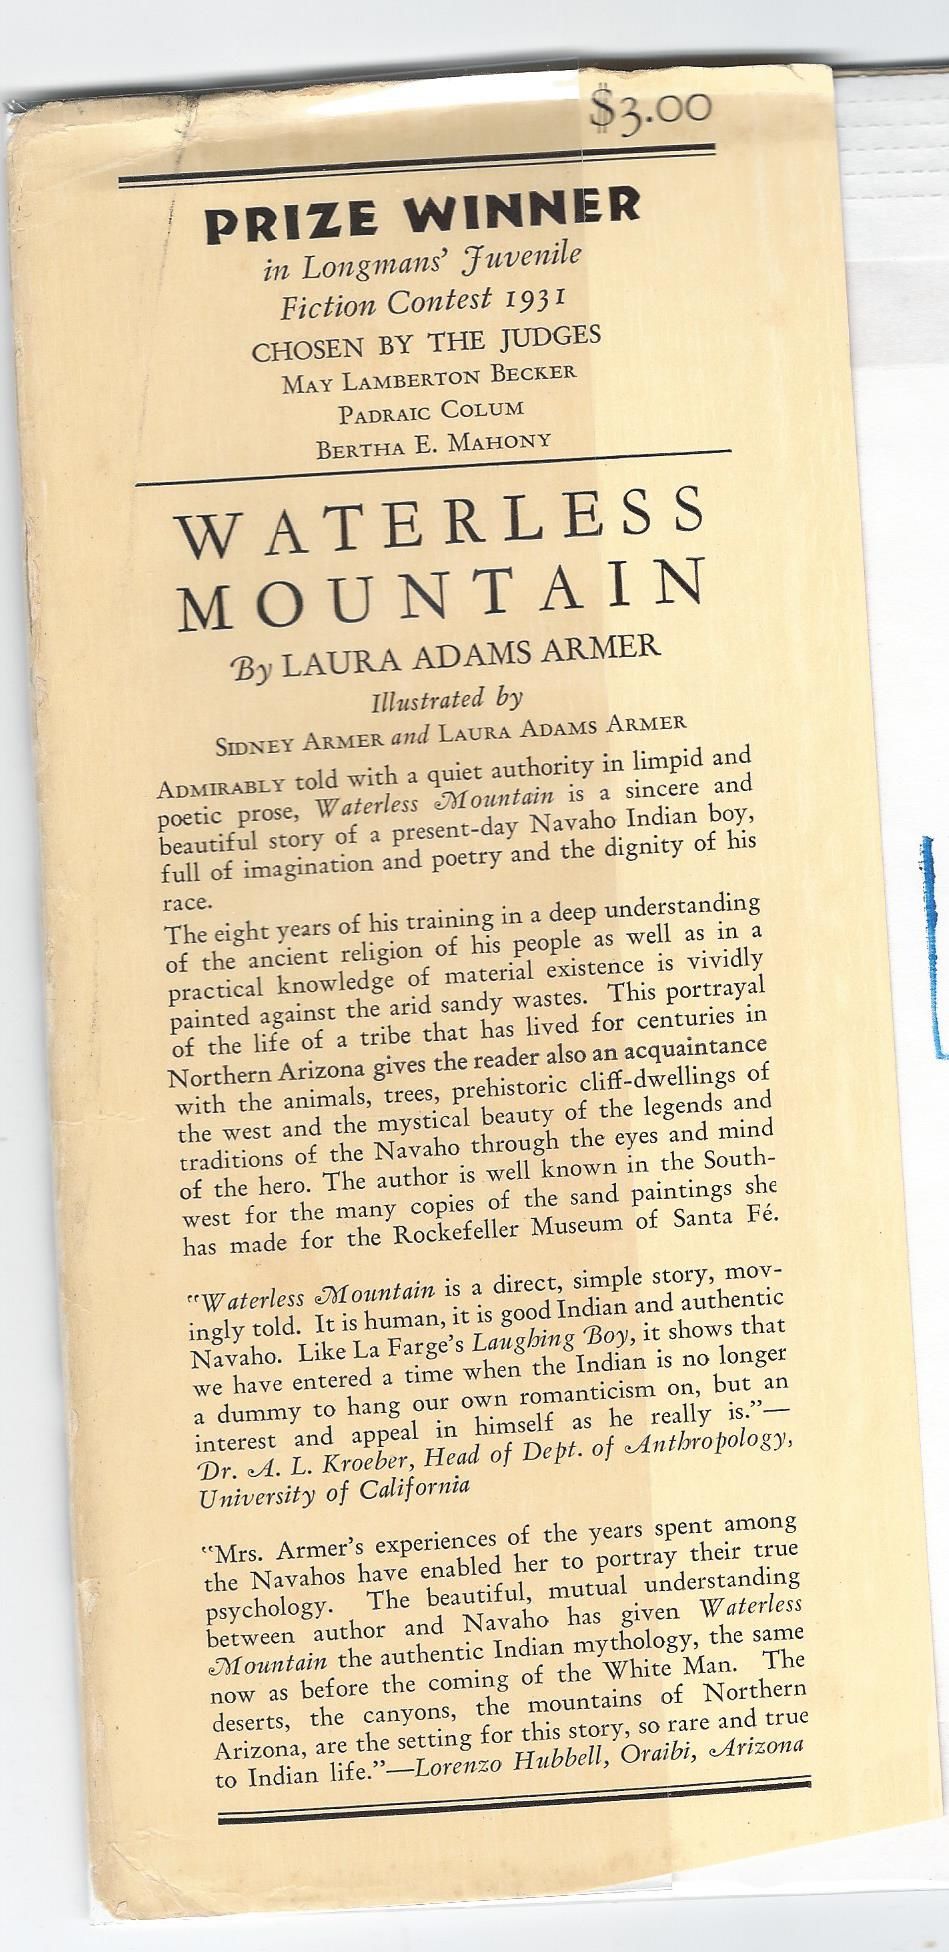 $3.00
PRIZE WINNER
in Longmans' Juvenile
Fiction Contest 1931
CHOSEN BY THE JUDGES
MAY LAMBERTON BECKER
PADRAIC COLUM
BERTHA E. MAHONY
WATERLESS
MOUNTAIN
By LAURA ADAMS ARMER
Illustrated by
SIDNEY ARMER and LAURA ADAMS ARMER
ADMIRABLY told with a quiet authority in limpid and
poetic prose, Waterless Mountain is a sincere and
beautiful story of a present-day Navaho Indian boy,
full of imagination and poetry and the dignity of his
race.
The eight years of his training in a deep understanding
of the ancient religion of his people as well as in a
practical knowledge of material existence is vividly
painted against the arid sandy wastes. This portrayal
of the life of a tribe that has lived for centuries in
Northern Arizona gives the reader also an acquaintance
with the animals, trees, prehistoric cliff-dwellings of
the west and the mystical beauty of the legends and
traditions of the Navaho through the eyes and mind
of the hero. The author is well known in the South-
west for the many copies of the sand paintings she
has made for the Rockefeller Museum of Santa Fé.
"Waterless Mountain is a direct, simple story, mov-
ingly told. It is human, it is good Indian and authentic
Navaho. Like La Farge's Laughing Boy, it shows that
we have entered a time when the Indian is no longer
a dummy to hang our own romanticism on, but an
interest and appeal in himself as he really is."—
Dr. A. L. Kroeber, Head of Dept. of Anthropology,
University of California
"Mrs. Armer's experiences of the years spent among
the Navahos have enabled her to portray their true
psychology. The beautiful, mutual understanding
between author and Navaho has given Waterless
Mountain the authentic Indian mythology, the same
now as before the coming of the White Man. The
deserts, the canyons, the mountains of Northern
Arizona, are the setting for this story, so rare and true
to Indian life."—Lorenzo Hubbell, Oraibi, Arizona